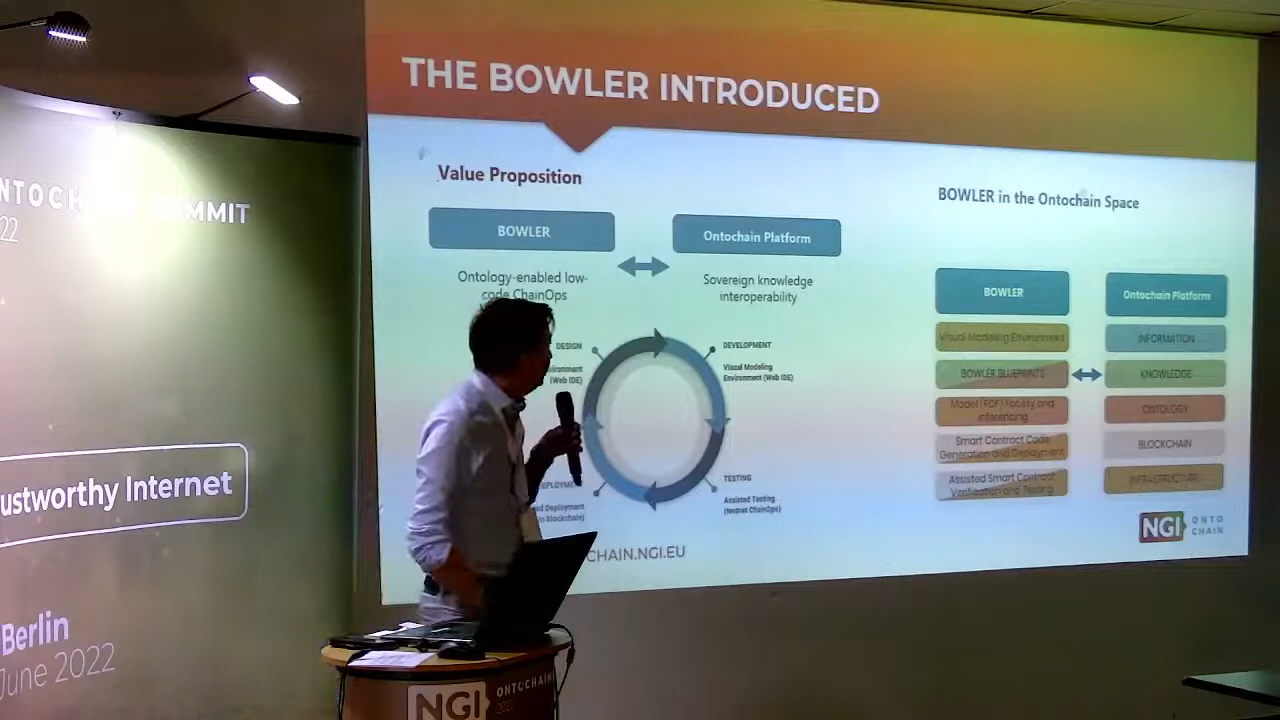 THE BOWLER INTRODUCED
Value Proposition
BOWLER
Ontochain Platform
Ontology-enabled low-
code ChainOps
Sovereign knowledge
interoperability
DESIGN
(Web IDE)
DEVELOPMENT
Visual Modeling
Environment (Web IDE)
TESTING
Assisted Testing
(testnet ChainOps)
Deployment
blockchain)
CHAIN.NGI.EU
BOWLER in the Ontochain Space
BOWLER
Ontochain Platform
Visual Modeling Environment
INFORMATION
BOWLER BLUEPRINTS
KNOWLEDGE
Model (RDF) Facility and
Inferencing
ONTOLOGY
Smart Contract Code
Generation and Deployment
BLOCKCHAIN
Assisted Smart Contract
Verification and Testing
INFRASTRUCTURE
NGI ONTO
CHAIN
NTOCH SUMMIT
22
ustworthy Internet
Berlin
June 2022
NGI ONTOCHAIN
2022